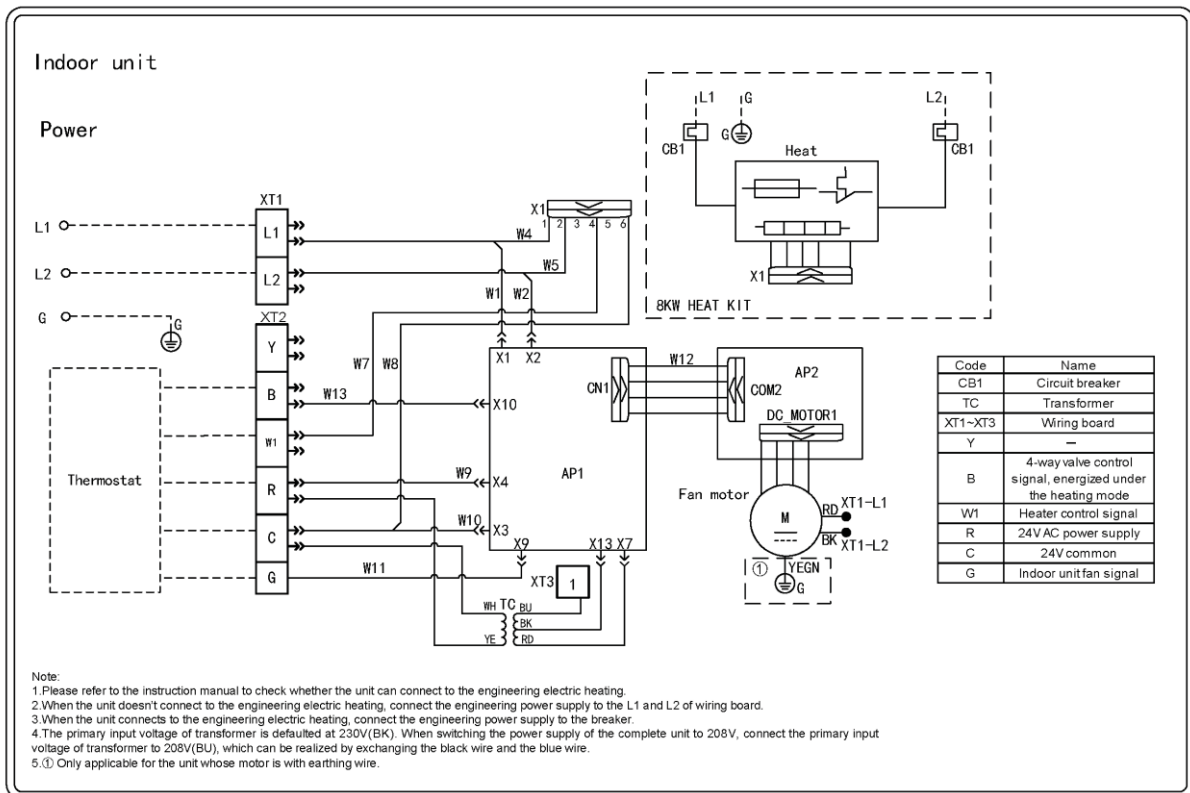 Indoor unit
Power
L1
L2
G
G
XT1
L1
L2
XT2
Y
B
W1
R
C
G
Thermostat
X1
1 2 3 4 5 6
W4
W5
W1 W2
W7 W8
W13
W9
W10
W11
X1 X2
X10
X4
X3
AP1
X9 X13 X7
CN1
W12
COM2
AP2
DC_MOTOR1
Fan motor
M
RD XT1-L1
BK XT1-L2
① YEGN
G
XT3 1
WH TC BU
BK
YE RD
L1 G L2
CB1 G CB1
Heat
X1
8KW HEAT KIT
Code Name
CB1 Circuit breaker
TC Transformer
XT1~XT3 Wiring board
Y —
B 4-way valve control
signal, energized under
the heating mode
W1 Heater control signal
R 24V AC power supply
C 24V common
G Indoor unit fan signal
Note:
1.Please refer to the instruction manual to check whether the unit can connect to the engineering electric heating.
2.When the unit doesn't connect to the engineering electric heating, connect the engineering power supply to the L1 and L2 of wiring board.
3.When the unit connects to the engineering electric heating, connect the engineering power supply to the breaker.
4.The primary input voltage of transformer is defaulted at 230V(BK). When switching the power supply of the complete unit to 208V, connect the primary input
voltage of transformer to 208V(BU), which can be realized by exchanging the black wire and the blue wire.
5.① Only applicable for the unit whose motor is with earthing wire.